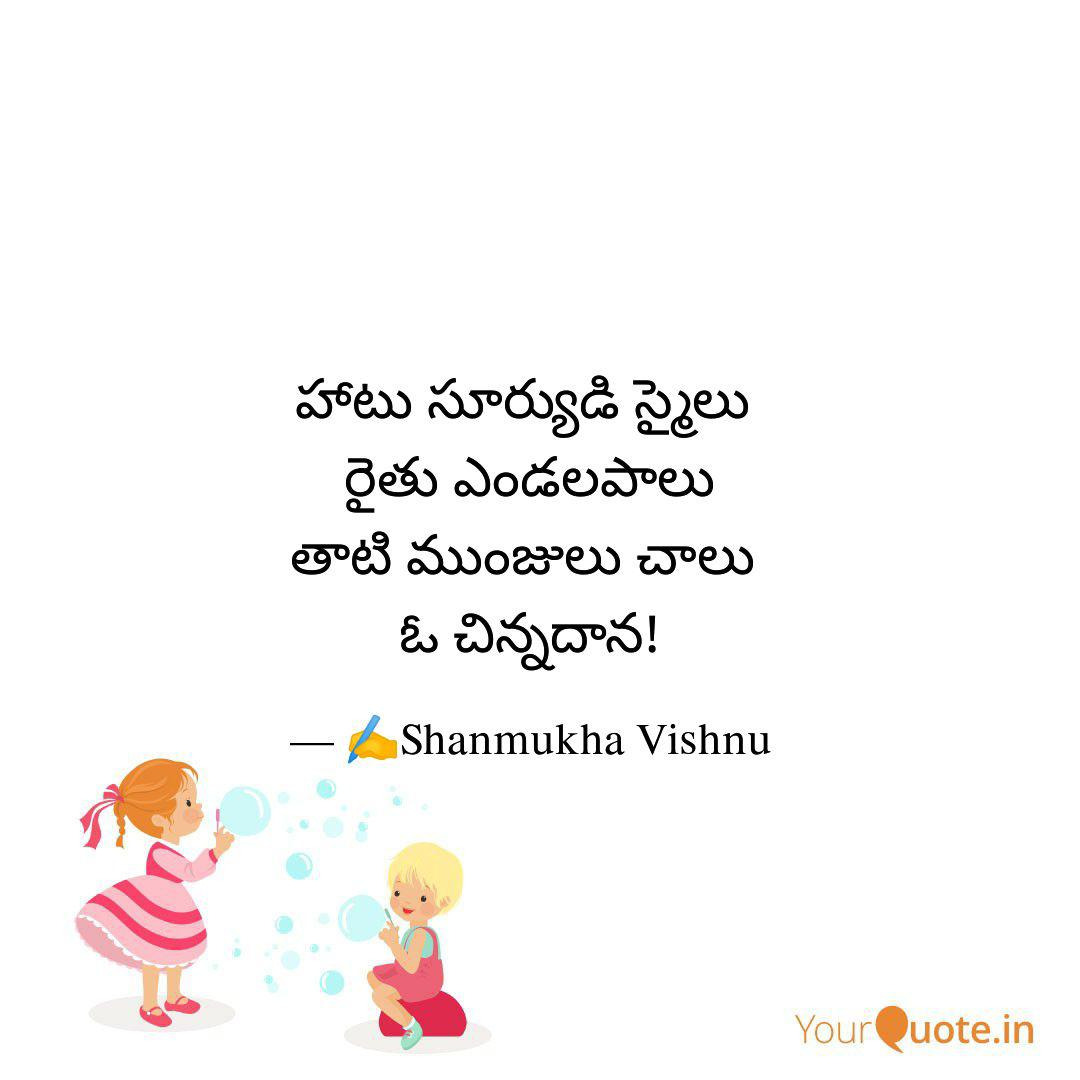 హాటు సూర్యుడి స్మైలు
రైతు ఎండలపాలు
తాటి ముంజులు చాలు
ఓ చిన్నదాన!
— ✍️Shanmukha Vishnu
YourQuote.in